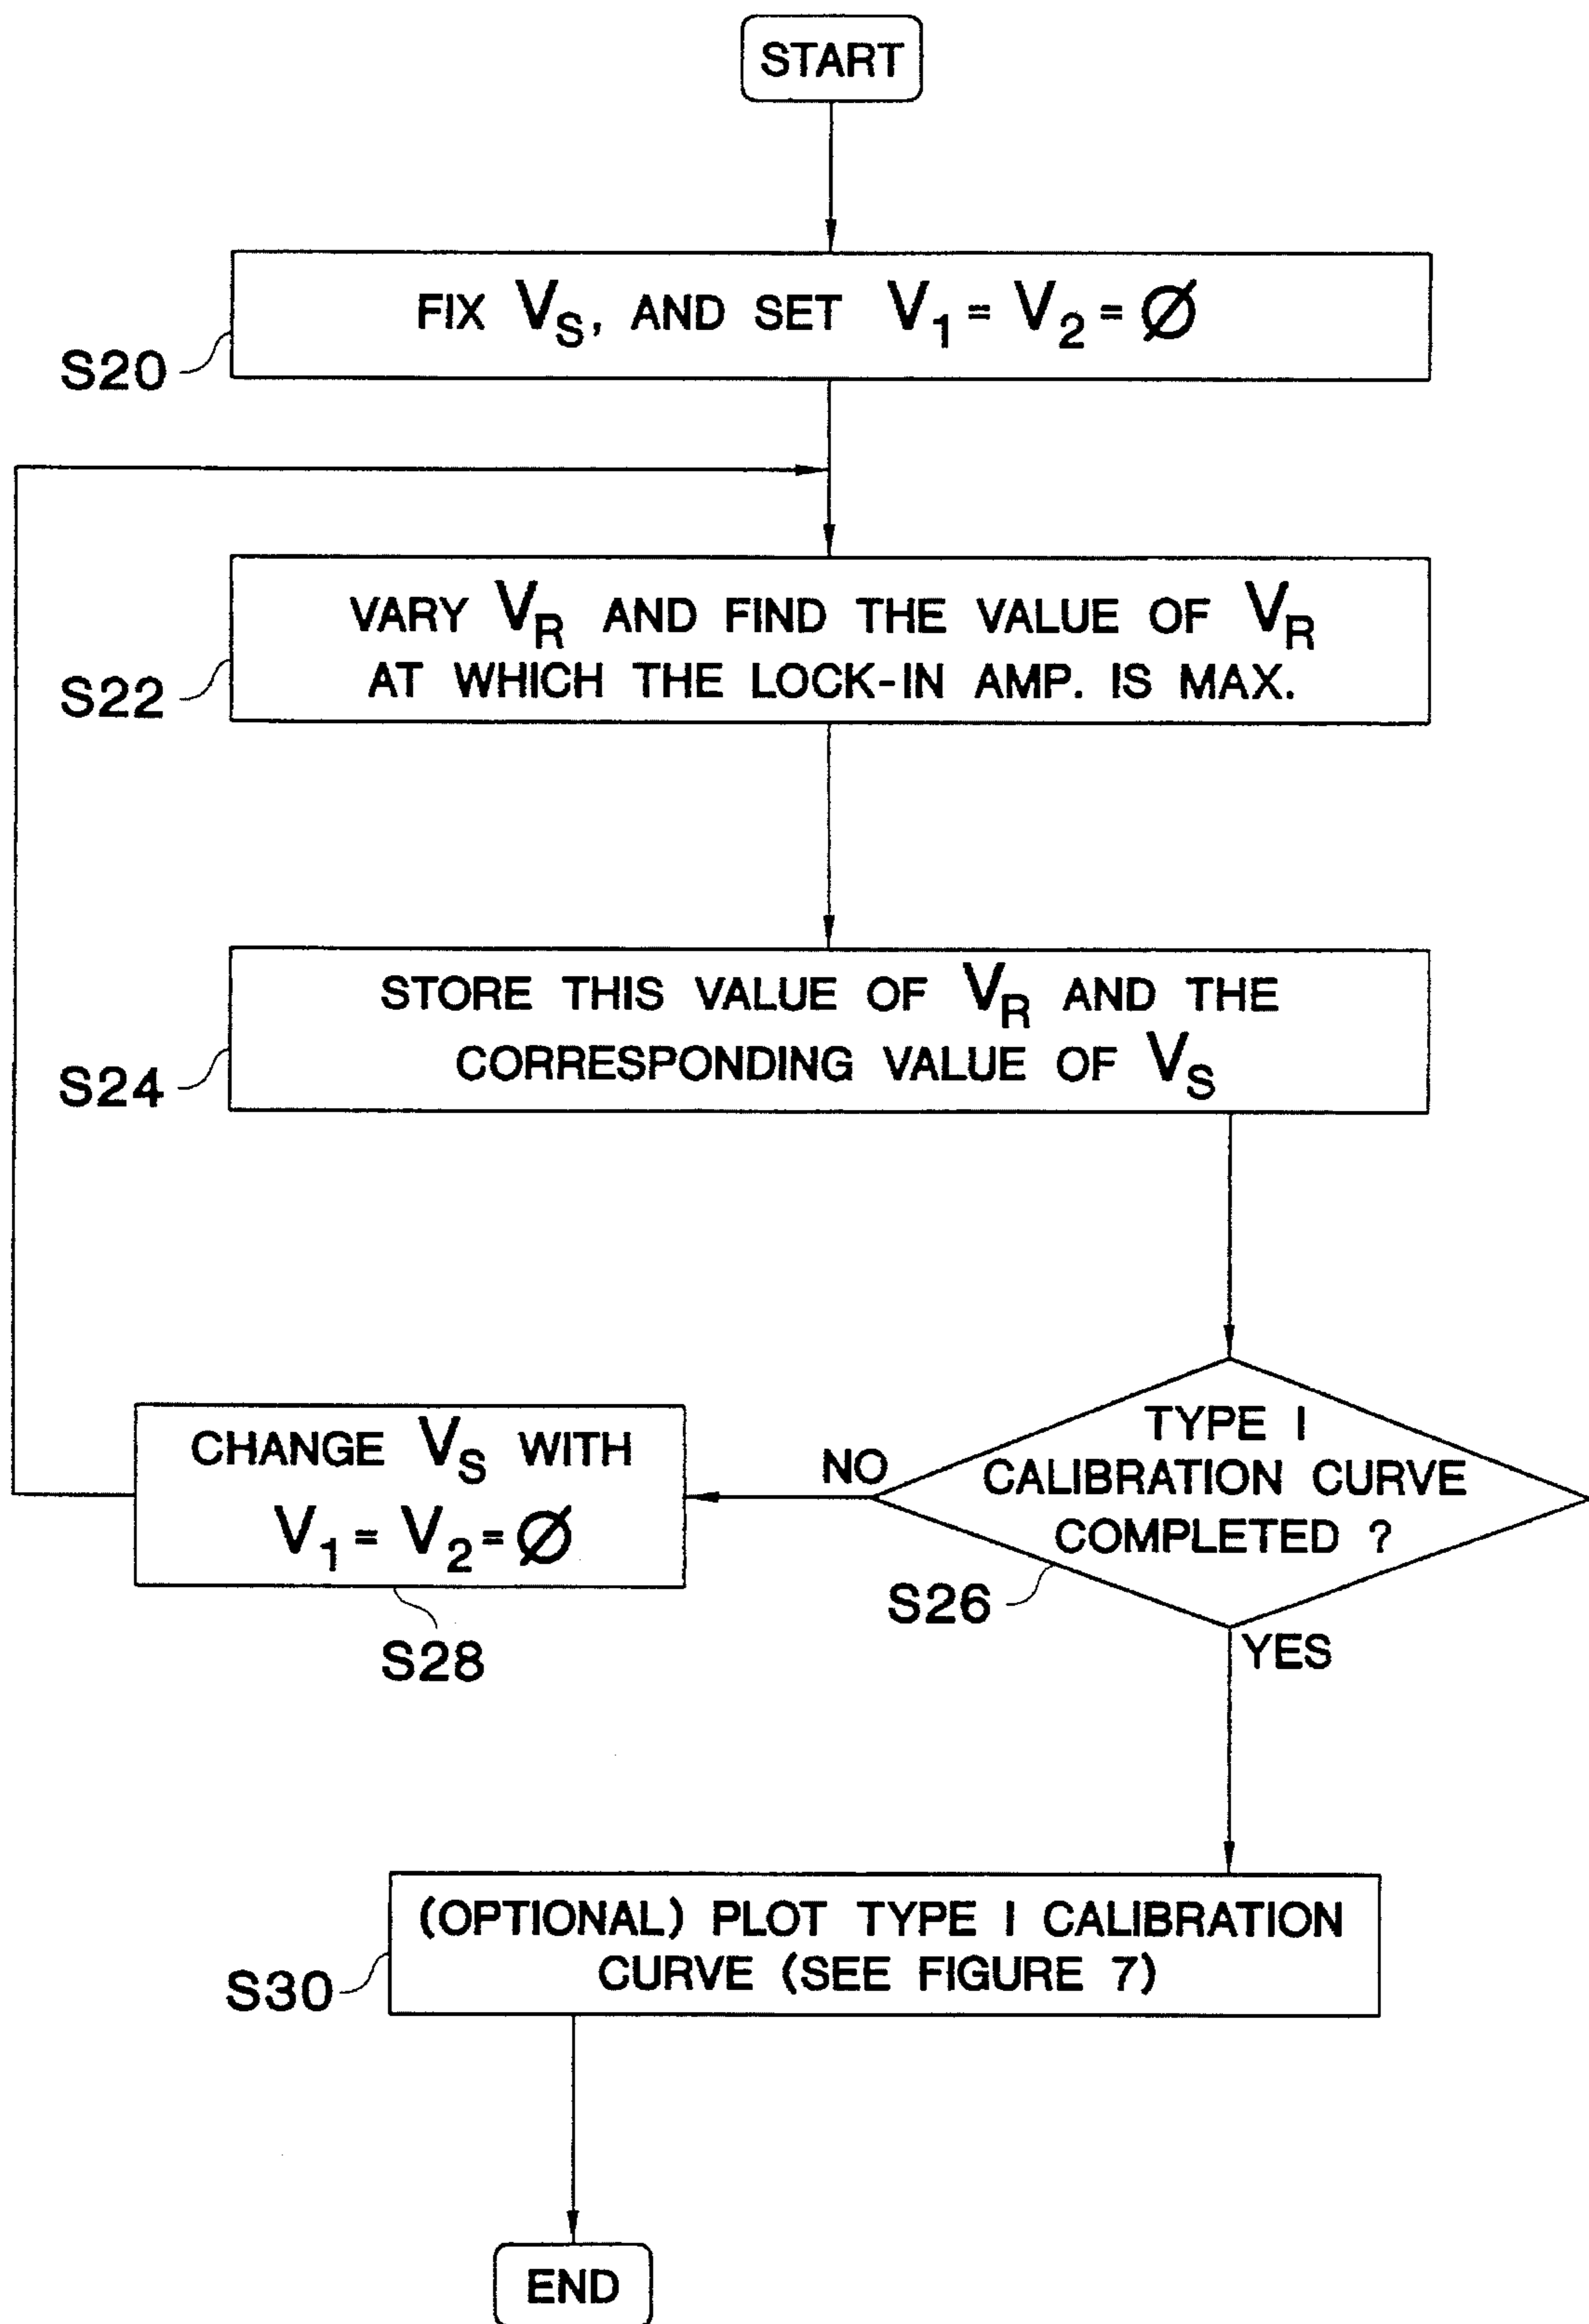 START
FIX V_S, AND SET V_1 = V_2 = Ø
S20
VARY V_R AND FIND THE VALUE OF V_R
AT WHICH THE LOCK-IN AMP. IS MAX.
S22
STORE THIS VALUE OF V_R AND THE
CORRESPONDING VALUE OF V_S
S24
TYPE I
CALIBRATION CURVE
COMPLETED ?
S26
NO
CHANGE V_S WITH
V_1 = V_2 = Ø
S28
YES
(OPTIONAL) PLOT TYPE I CALIBRATION
CURVE (SEE FIGURE 7)
S30
END